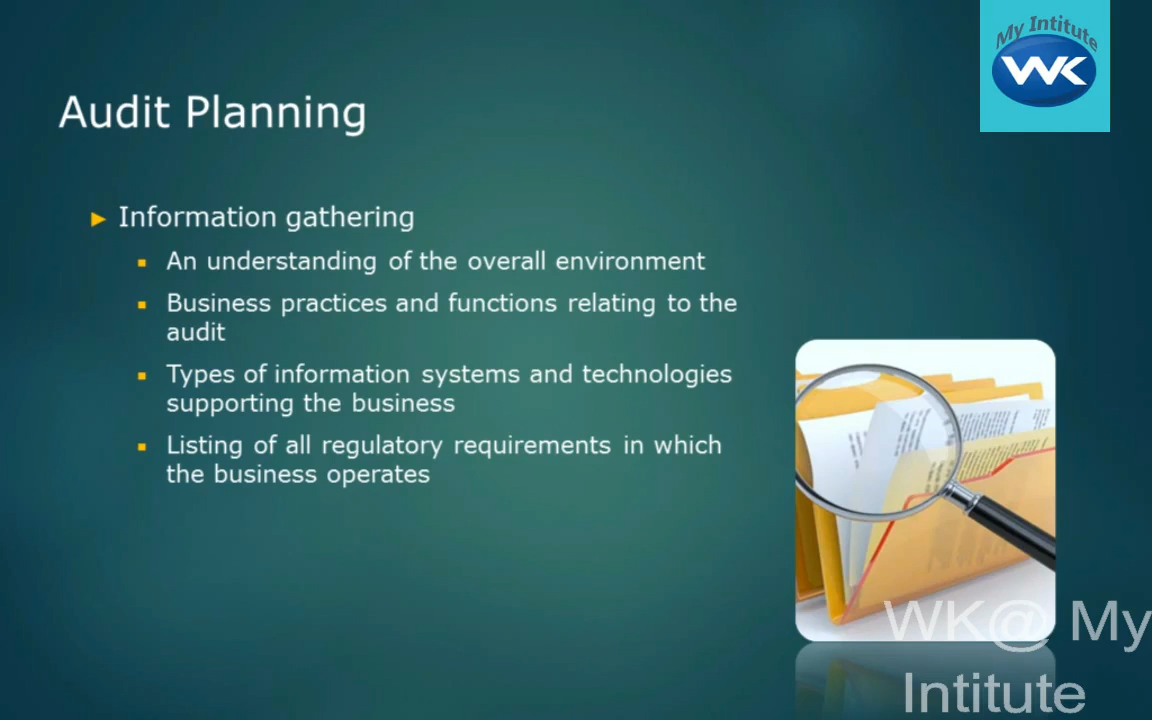 My Intitute
WK
Audit Planning
Information gathering
An understanding of the overall environment
Business practices and functions relating to the
audit
Types of information systems and technologies
supporting the business
Listing of all regulatory requirements in which
the business operates
WK@ My
Intitute